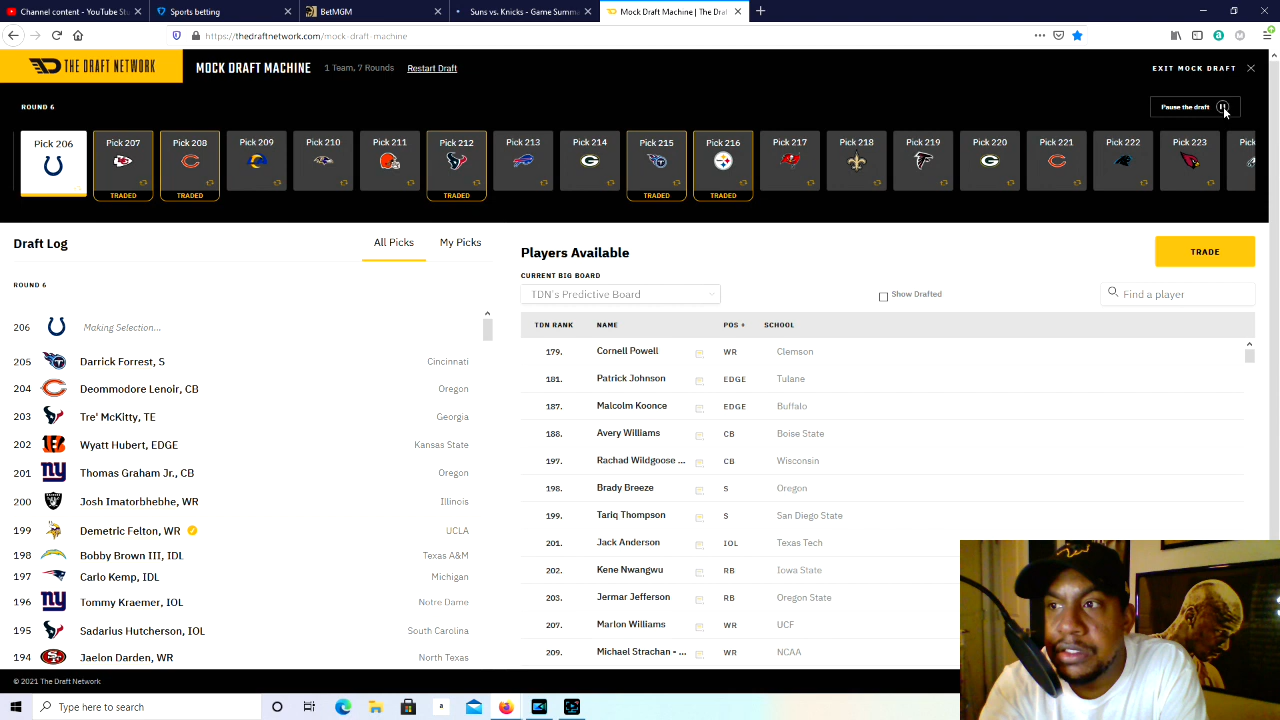 Channel content - YouTube Stu
Sports betting
BetMGM
Suns vs. Knicks - Game Summa
Mock Draft Machine | The Draf
https://thedraftnetwork.com/mock-draft-machine
THE DRAFT NETWORK
MOCK DRAFT MACHINE
1 Team, 7 Rounds
Restart Draft
EXIT MOCK DRAFT
ROUND 6
Pause the draft
Pick 206
Pick 207
Pick 208
Pick 209
Pick 210
Pick 211
Pick 212
Pick 213
Pick 214
Pick 215
Pick 216
Pick 217
Pick 218
Pick 219
Pick 220
Pick 221
Pick 222
Pick 223
TRADED
TRADED
TRADED
TRADED
TRADED
Draft Log
All Picks
My Picks
ROUND 6
206 Making Selection...
205 Darrick Forrest, S Cincinnati
204 Deommodore Lenoir, CB Oregon
203 Tre' McKitty, TE Georgia
202 Wyatt Hubert, EDGE Kansas State
201 ny Thomas Graham Jr., CB Oregon
200 Josh Imatorbhebhe, WR Illinois
199 Demetric Felton, WR UCLA
198 Bobby Brown III, IDL Texas A&M
197 Carlo Kemp, IDL Michigan
196 ny Tommy Kraemer, IOL Notre Dame
195 Sadarius Hutcherson, IOL South Carolina
194 Jaelon Darden, WR North Texas
Players Available
TRADE
CURRENT BIG BOARD
TDN's Predictive Board
Show Drafted
Find a player
TDN RANK NAME POS + SCHOOL
179. Cornell Powell WR Clemson
181. Patrick Johnson EDGE Tulane
187. Malcolm Koonce EDGE Buffalo
188. Avery Williams CB Boise State
197. Rachad Wildgoose ... CB Wisconsin
198. Brady Breeze S Oregon
199. Tariq Thompson S San Diego State
201. Jack Anderson IOL Texas Tech
202. Kene Nwangwu RB Iowa State
203. Jermar Jefferson RB Oregon State
207. Marlon Williams WR UCF
209. Michael Strachan - ... WR NCAA
© 2021 The Draft Network
Type here to search